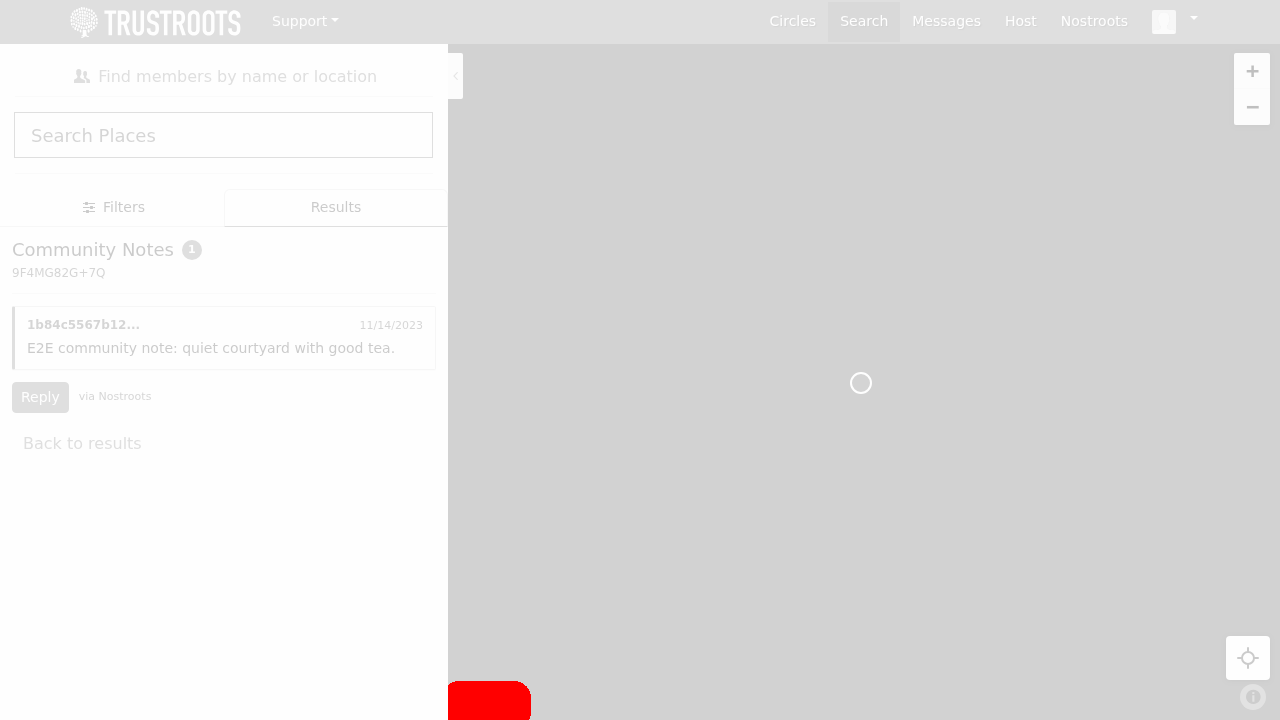 TRUSTROOTS
Support
Circles
Search
Messages
Host
Nostroots
Find members by name or location
Search Places
Filters
Results
Community Notes 1
9F4MG82G+7Q
1b84c5567b12...
11/14/2023
E2E community note: quiet courtyard with good tea.
Reply
via Nostroots
Back to results
+
−